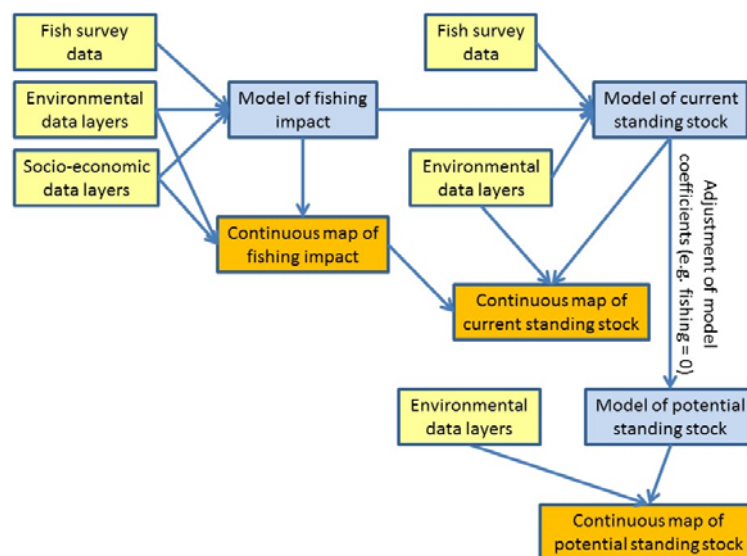 Fish survey
data
Fish survey
data
Environmental
data layers
Model of fishing
impact
Model of current
standing stock
Socio-economic
data layers
Environmental
data layers
Continuous map of
fishing impact
Continuous map of
current standing stock
Adjustment of model
coefficients (e.g. fishing = 0)
Environmental
data layers
Model of potential
standing stock
Continuous map of
potential standing stock